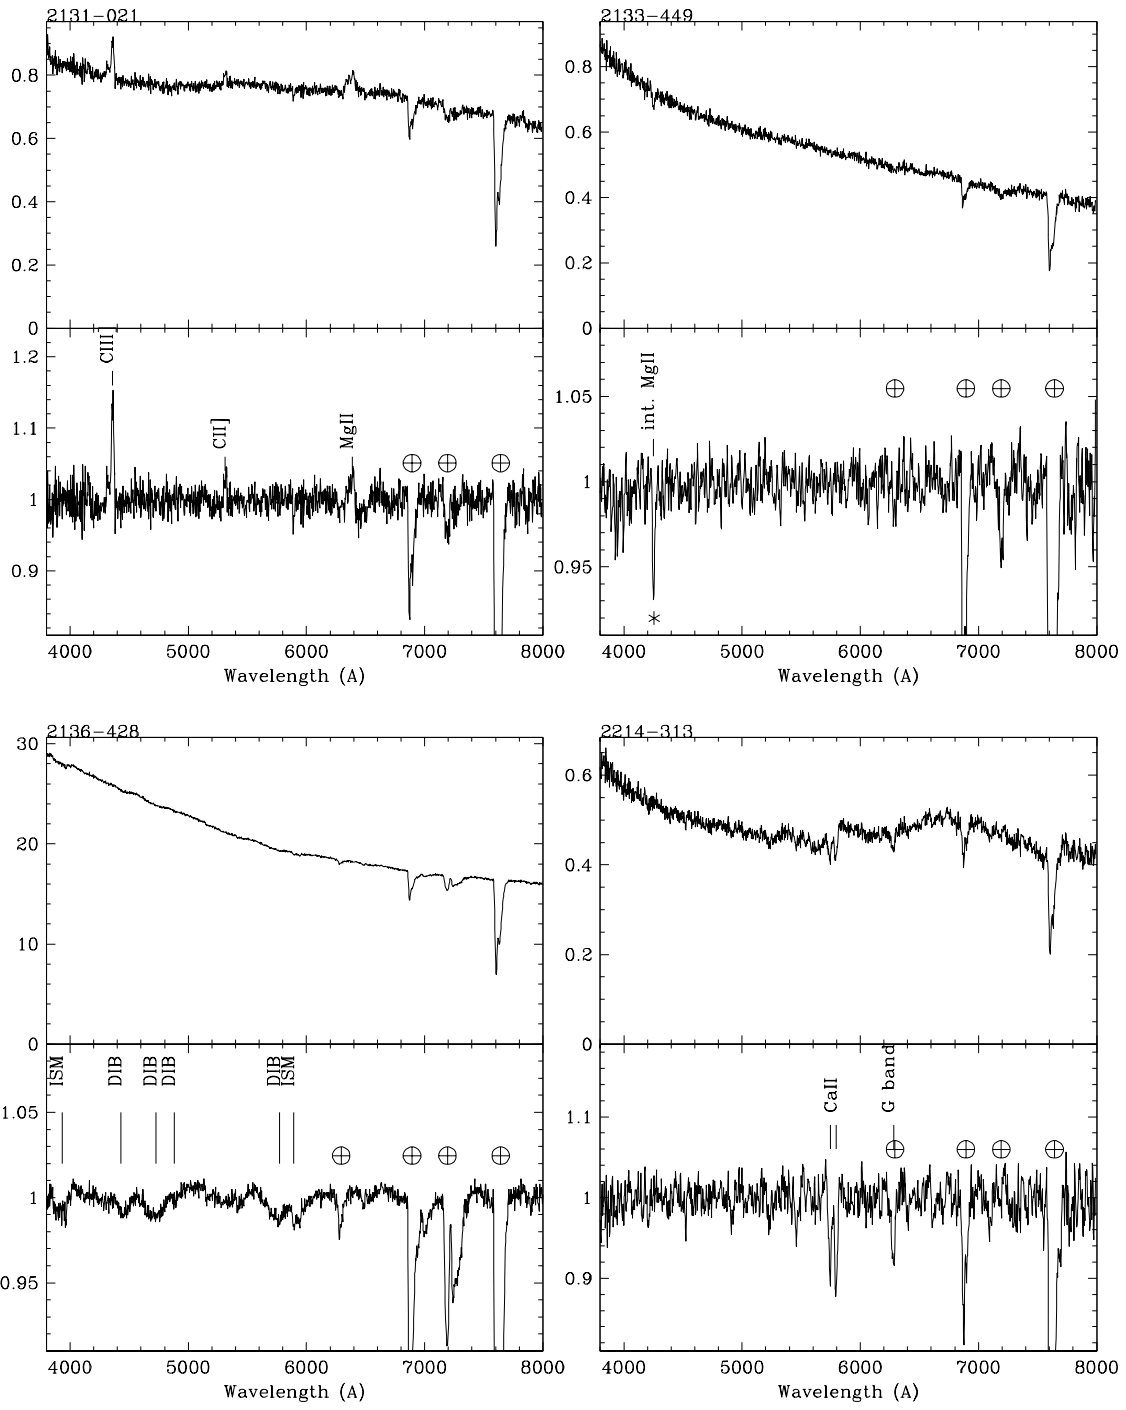 2131-021
0.8
0.6
0.4
0.2
0
CIII]
CII]
MgII
1.2
1.1
1
0.9
4000 5000 6000 7000 8000
Wavelength (A)
2133-449
0.8
0.6
0.4
0.2
0
int. MgII
1.05
1
0.95
*
4000 5000 6000 7000 8000
Wavelength (A)
2136-428
30
20
10
0
ISM DIB DIB DIB DIB ISM
1.05
1
0.95
4000 5000 6000 7000 8000
Wavelength (A)
2214-313
0.6
0.4
0.2
0
CaII
G band
1.1
1
0.9
4000 5000 6000 7000 8000
Wavelength (A)